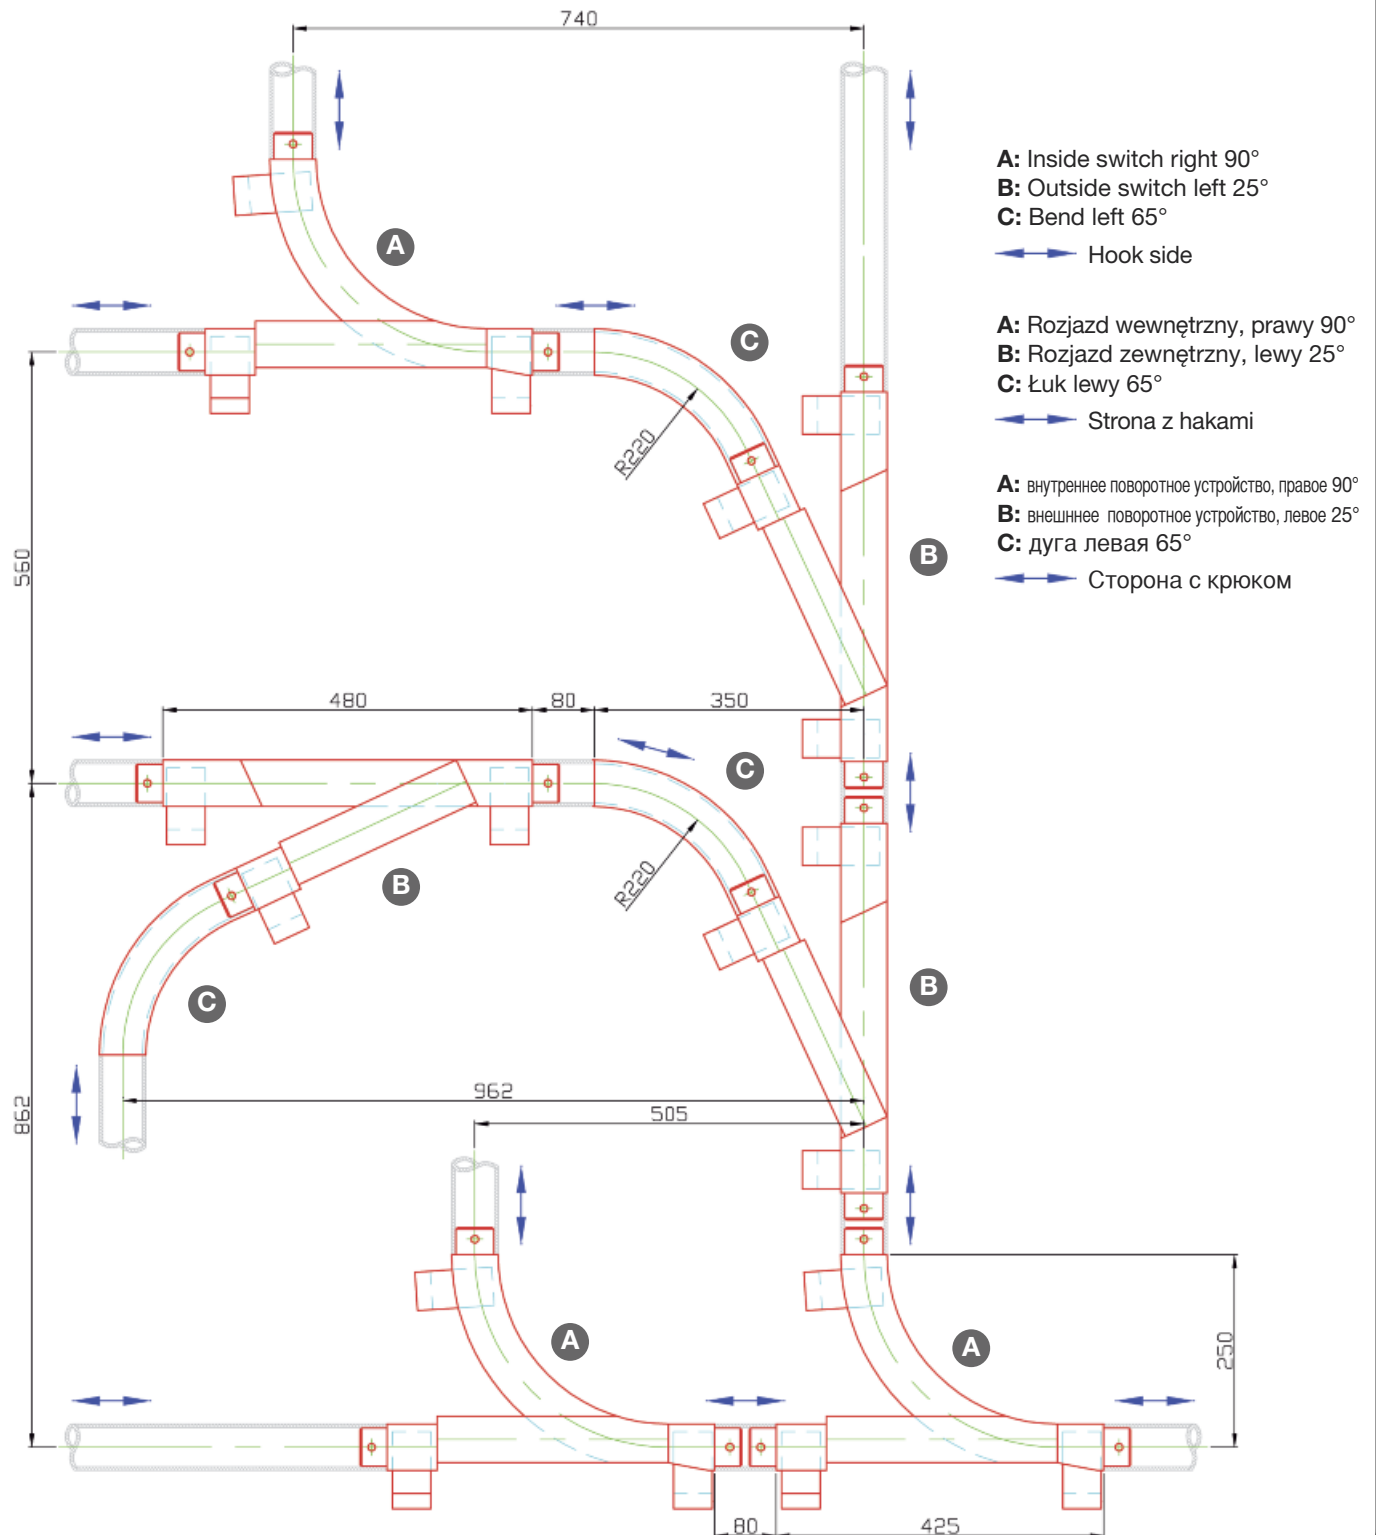 740
A: Inside switch right 90°
B: Outside switch left 25°
C: Bend left 65°
Hook side
A: Rozjazd wewnętrzny, prawy 90°
B: Rozjazd zewnętrzny, lewy 25°
C: Łuk lewy 65°
Strona z hakami
A: внутреннее поворотное устройство, правое 90°
B: внешннее поворотное устройство, левое 25°
C: дуга левая 65°
Сторона с крюком
A
C
R220
B
560
480
80
350
C
R220
B
C
B
962
505
862
A
A
250
80
425